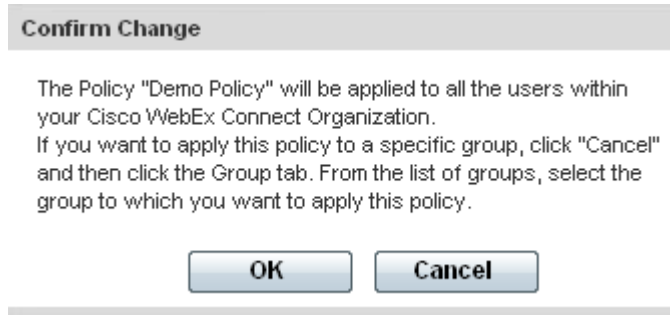 Confirm Change
The Policy "Demo Policy" will be applied to all the users within
your Cisco WebEx Connect Organization.
If you want to apply this policy to a specific group, click "Cancel"
and then click the Group tab. From the list of groups, select the
group to which you want to apply this policy.
OK Cancel